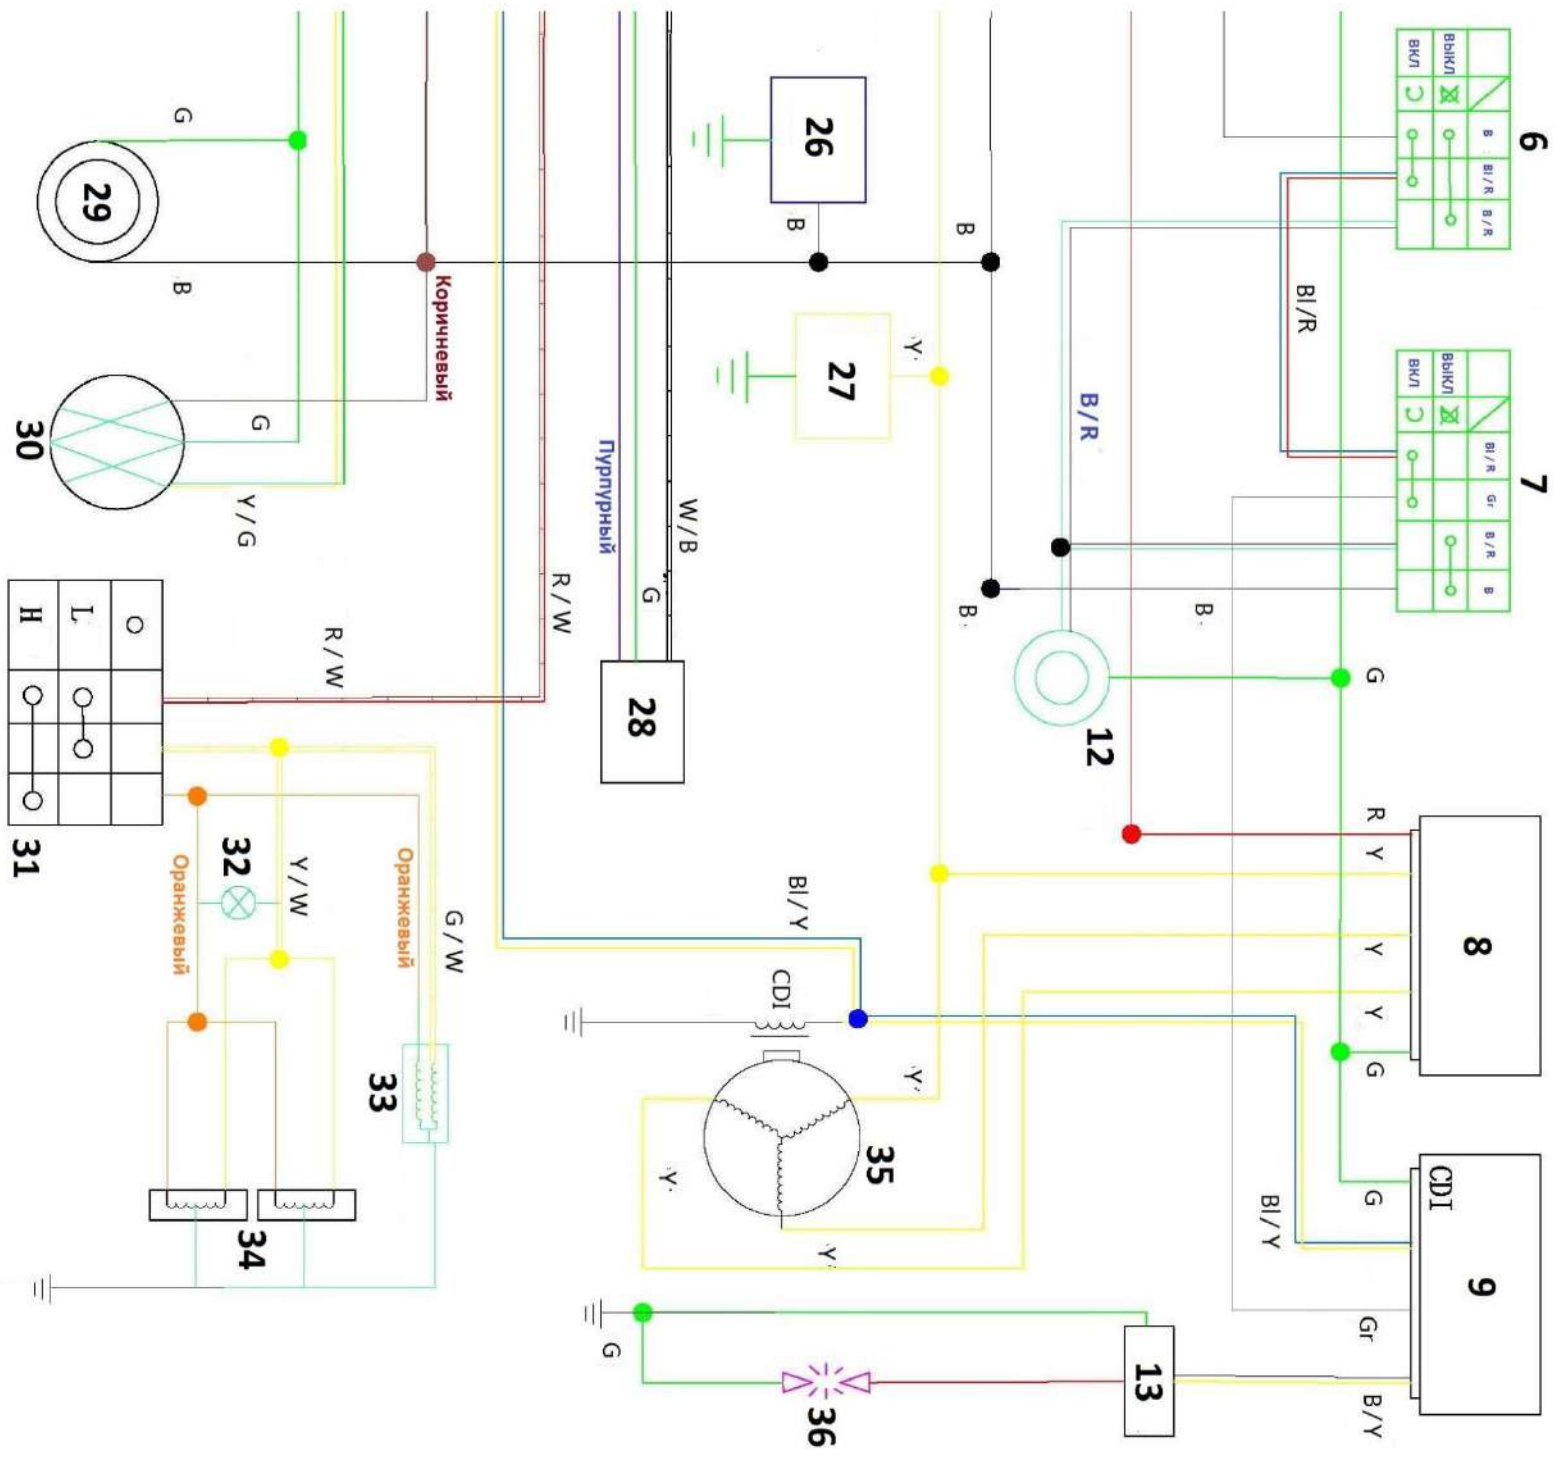 6
7
B Bl/R B/R
Bl/R Gr B/R B
ВЫКЛ
ВЫКЛ
ВКЛ C
ВКЛ C
8
9
CDI
G
R
Y
Y
Y
G
G
Gr
B/Y
Bl/R
Bl/Y
B
13
12
B/R
B
B
Y
Y
35
27
26
Y
36
B
Bl/Y
CDI
W/B
Y
G
28
Пурпурный
G
R/W
G/W
Коричневый
Оранжевый
33
R/W
Y/W
G
34
Y/G
32
G
B
Оранжевый
29
L
30
H
31